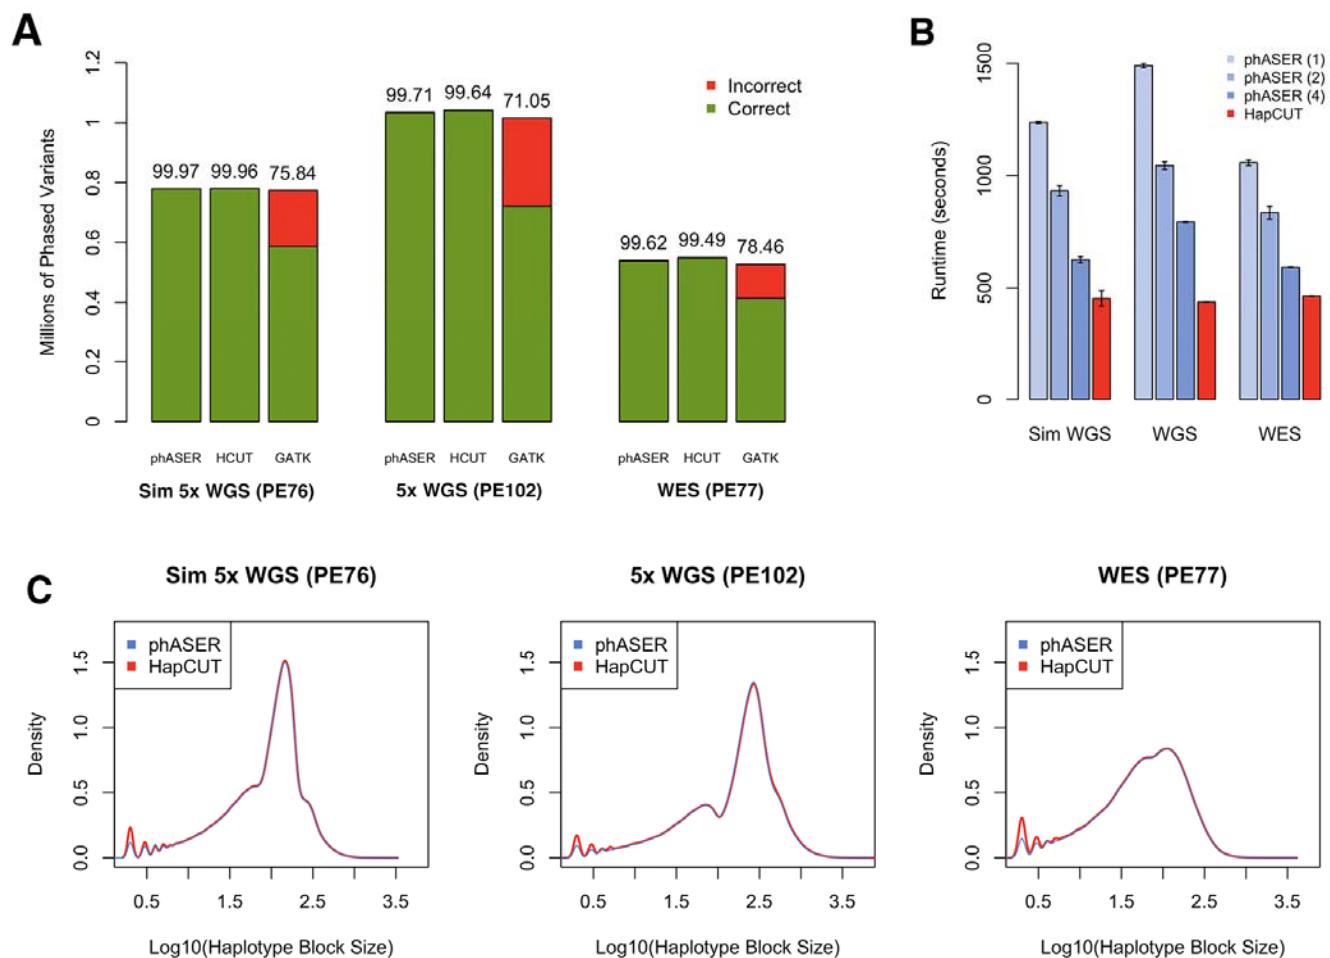 A
Millions of Phased Variants
1.2
1
0.8
0.6
0.4
0.2
0
99.97
99.96
75.84
99.71
99.64
71.05
99.62
99.49
78.46
Incorrect
Correct
phASER HCUT GATK
Sim 5x WGS (PE76)
phASER HCUT GATK
5x WGS (PE102)
phASER HCUT GATK
WES (PE77)
B
Runtime (seconds)
1500
1000
500
0
phASER (1)
phASER (2)
phASER (4)
HapCUT
Sim WGS
WGS
WES
C
Sim 5x WGS (PE76)
phASER
HapCUT
Density
1.5
1.0
0.5
0.0
0.5 1.5 2.5 3.5
Log10(Haplotype Block Size)
5x WGS (PE102)
phASER
HapCUT
Density
1.5
1.0
0.5
0.0
0.5 1.5 2.5 3.5
Log10(Haplotype Block Size)
WES (PE77)
phASER
HapCUT
Density
1.5
1.0
0.5
0.0
0.5 1.5 2.5 3.5
Log10(Haplotype Block Size)